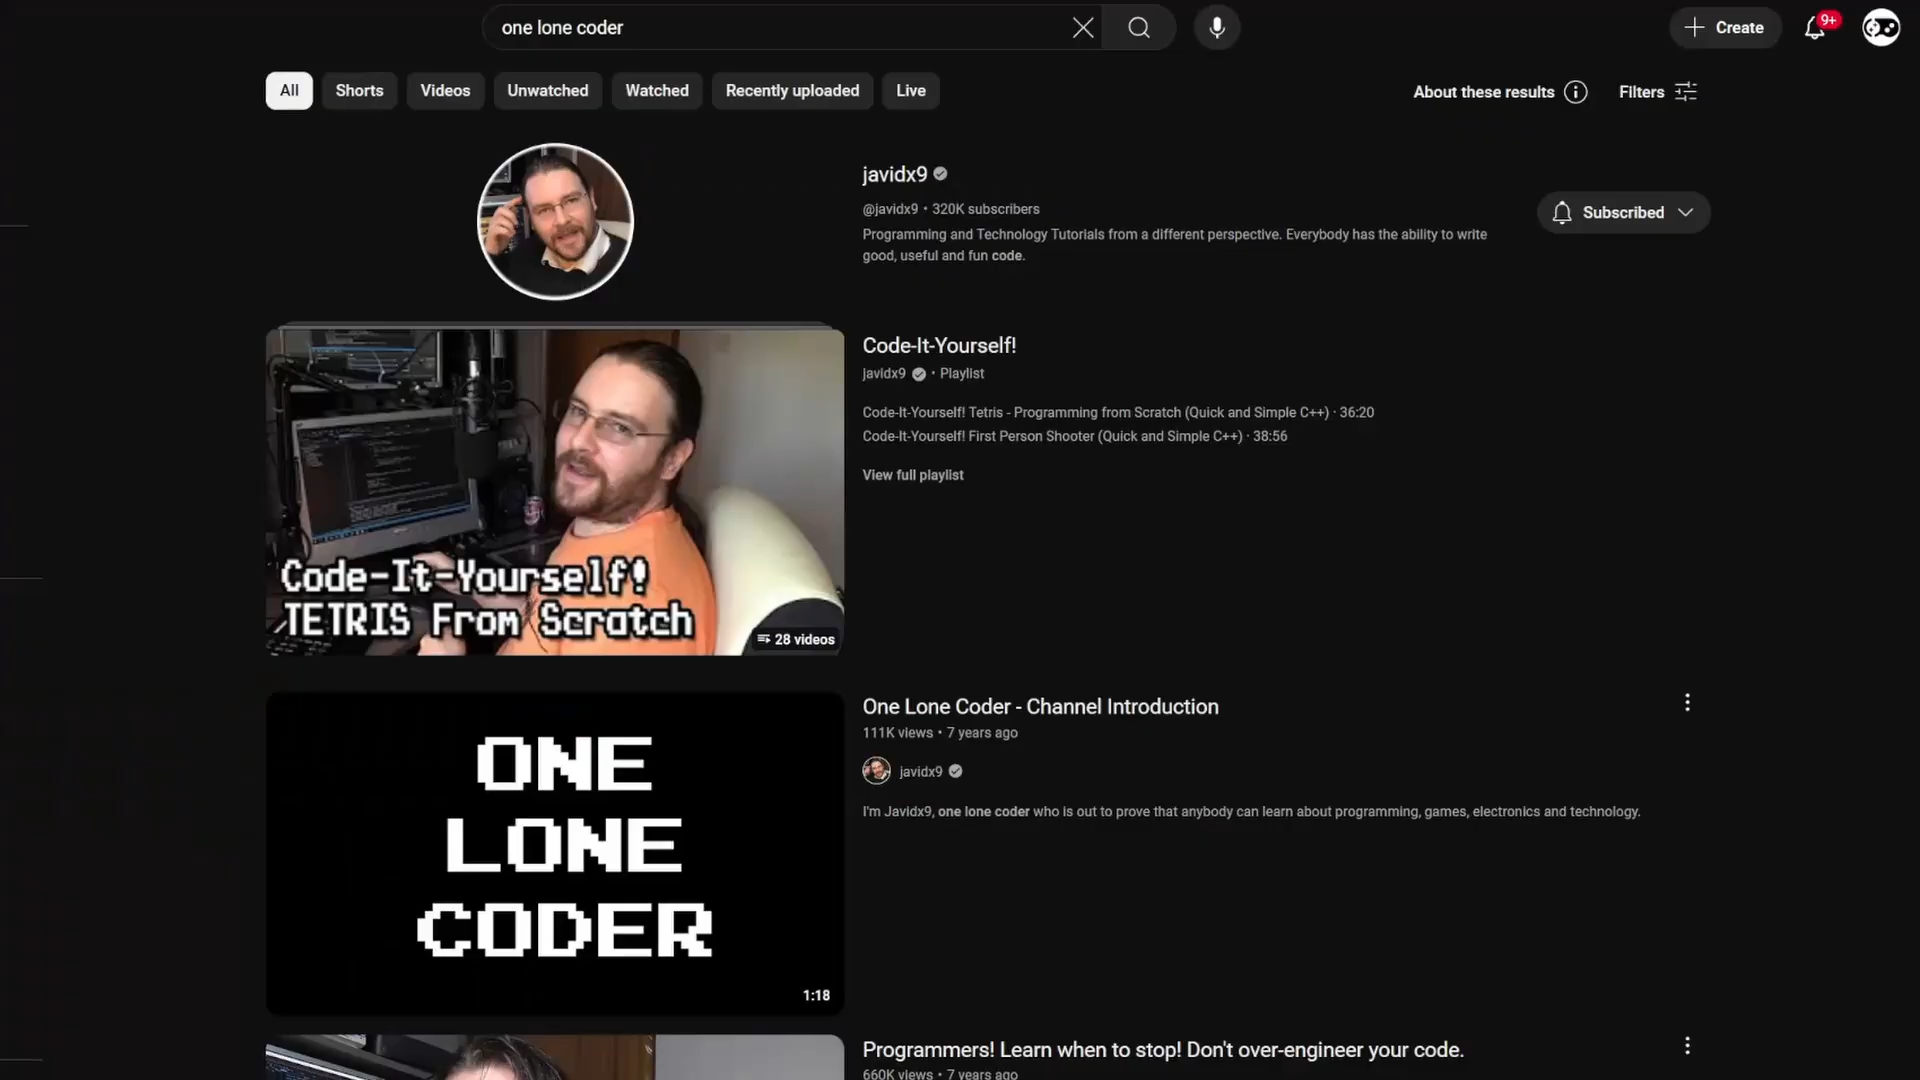 one lone coder
Create
9+
All
Shorts
Videos
Unwatched
Watched
Recently uploaded
Live
About these results
Filters
javidx9
@javidx9 • 320K subscribers
Programming and Technology Tutorials from a different perspective. Everybody has the ability to write
good, useful and fun code.
Subscribed
Code-It-Yourself!
TETRIS From Scratch
28 videos
Code-It-Yourself!
javidx9 • Playlist
Code-It-Yourself! Tetris - Programming from Scratch (Quick and Simple C++) · 36:20
Code-It-Yourself! First Person Shooter (Quick and Simple C++) · 38:56
View full playlist
ONE
LONE
CODER
1:18
One Lone Coder - Channel Introduction
111K views • 7 years ago
javidx9
I'm Javidx9, one lone coder who is out to prove that anybody can learn about programming, games, electronics and technology.
Programmers! Learn when to stop! Don't over-engineer your code.
660K views • 7 years ago